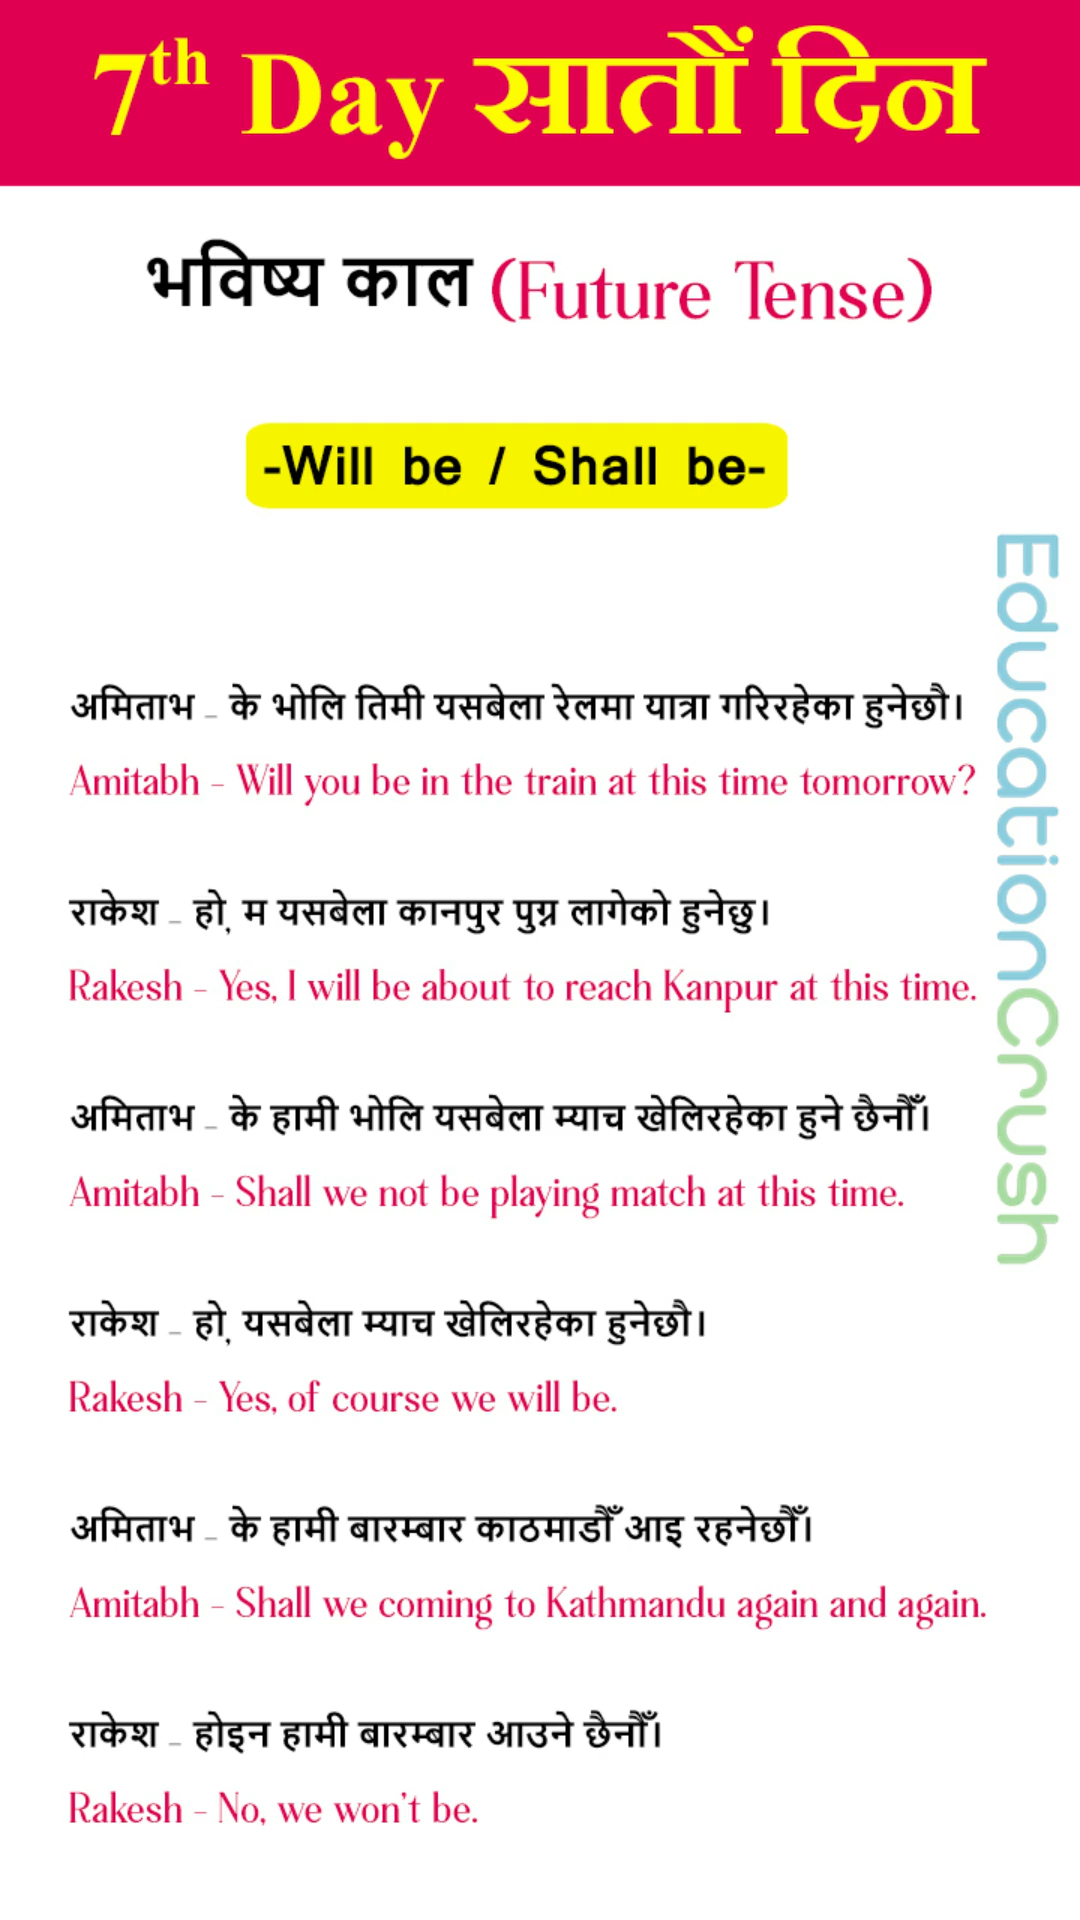 7th Day सातौं दिन
भविष्य काल (Future Tense)
-Will be / Shall be-
अमिताभ - के भोलि तिमी यसबेला रेलमा यात्रा गरिरहेका हुनेछौ।
Amitabh - Will you be in the train at this time tomorrow?
राकेश - हो, म यसबेला कानपुर पुग्न लागेको हुनेछु।
Rakesh - Yes, I will be about to reach Kanpur at this time.
अमिताभ - के हामी भोलि यसबेला म्याच खेलिरहेका हुने छैनौँ।
Amitabh - Shall we not be playing match at this time.
राकेश - हो, यसबेला म्याच खेलिरहेका हुनेछौ।
Rakesh - Yes, of course we will be.
अमिताभ - के हामी बारम्बार काठमाडौँ आइ रहनेछौँ।
Amitabh - Shall we coming to Kathmandu again and again.
राकेश - होइन हामी बारम्बार आउने छैनौँ।
Rakesh - No, we won't be.
EducationCrush